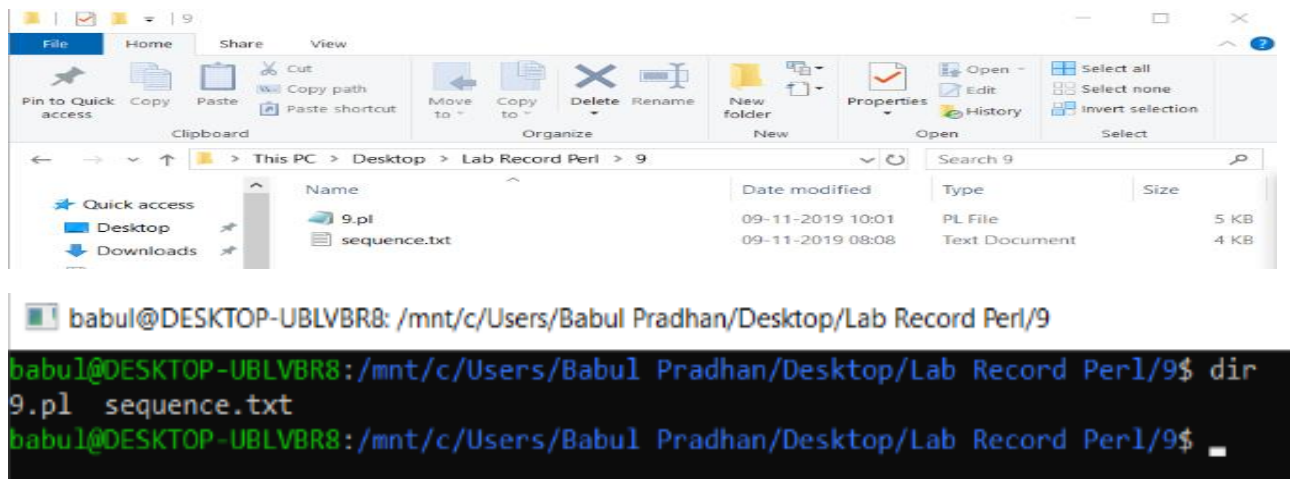 9
File Home Share View
Pin to Quick access
Copy
Paste
Cut
Copy path
Paste shortcut
Move to
Copy to
Delete
Rename
New folder
Properties
Open
Edit
History
Select all
Select none
Invert selection
Clipboard Organize New Open Select
This PC > Desktop > Lab Record Perl > 9 Search 9
Quick access
Desktop
Downloads
Name Date modified Type Size
9.pl 09-11-2019 10:01 PL File 5 KB
sequence.txt 09-11-2019 08:08 Text Document 4 KB
babul@DESKTOP-UBLVBR8: /mnt/c/Users/Babul Pradhan/Desktop/Lab Record Perl/9
babul@DESKTOP-UBLVBR8:/mnt/c/Users/Babul Pradhan/Desktop/Lab Record Perl/9$ dir
9.pl sequence.txt
babul@DESKTOP-UBLVBR8:/mnt/c/Users/Babul Pradhan/Desktop/Lab Record Perl/9$